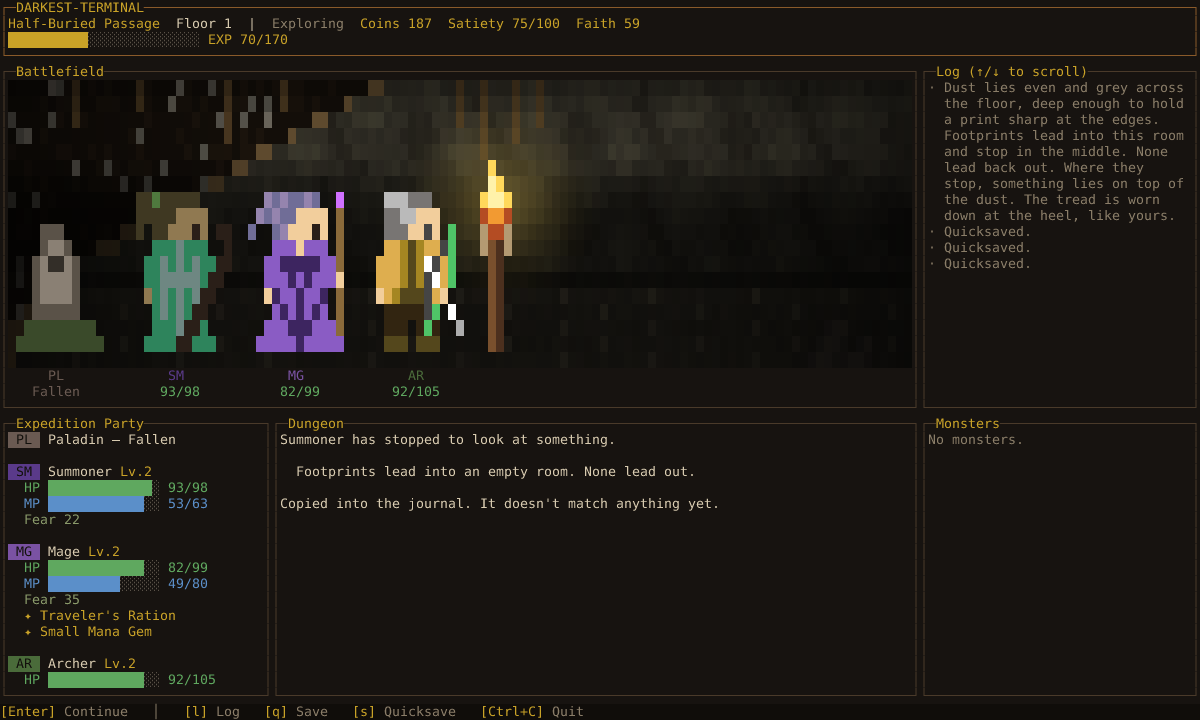 DARKEST-TERMINAL
Half-Buried Passage  Floor 1  |  Exploring  Coins 187  Satiety 75/100  Faith 59
EXP 70/170
Battlefield
PL SM MG AR
Fallen 93/98 82/99 92/105
Log (↑/↓ to scroll)
· Dust lies even and grey across
the floor, deep enough to hold
a print sharp at the edges.
Footprints lead into this room
and stop in the middle. None
lead back out. Where they
stop, something lies on top of
the dust. The tread is worn
down at the heel, like yours.
· Quicksaved.
· Quicksaved.
· Quicksaved.
Expedition Party
PL Paladin — Fallen
SM Summoner Lv.2
HP 93/98
MP 53/63
Fear 22
MG Mage Lv.2
HP 82/99
MP 49/80
Fear 35
✦ Traveler's Ration
✦ Small Mana Gem
AR Archer Lv.2
HP 92/105
Dungeon
Summoner has stopped to look at something.
Footprints lead into an empty room. None lead out.
Copied into the journal. It doesn't match anything yet.
Monsters
No monsters.
[Enter] Continue | [l] Log [q] Save [s] Quicksave [Ctrl+C] Quit